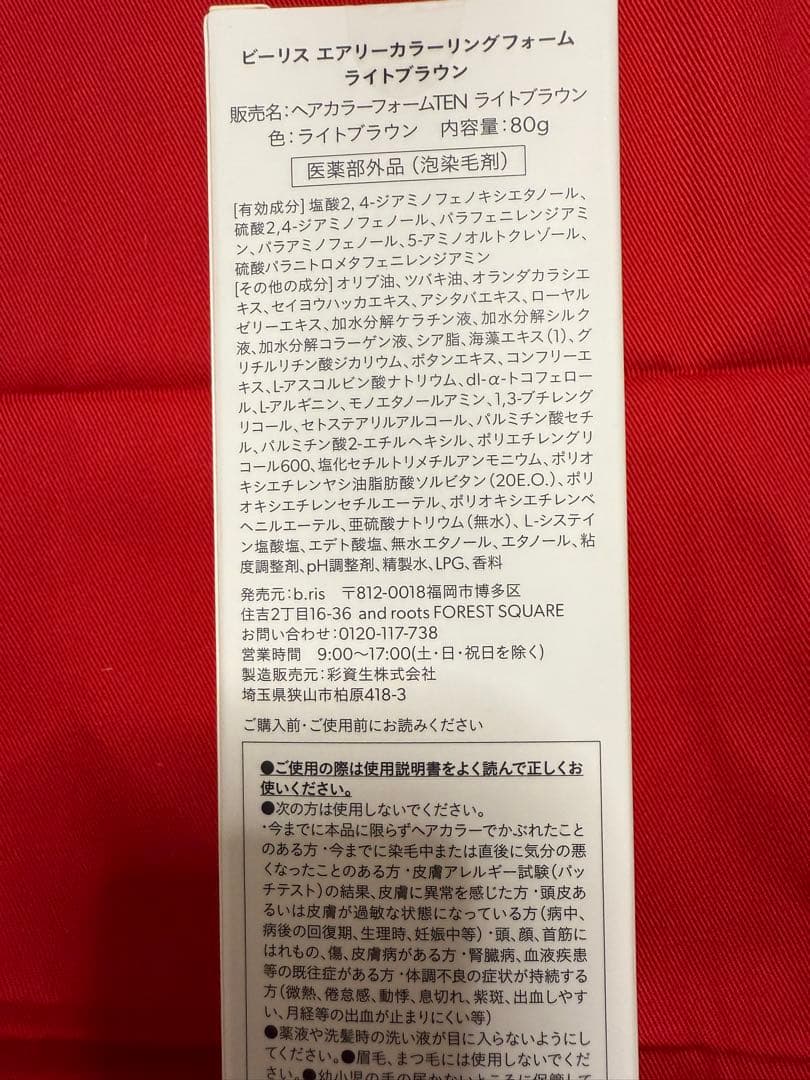 ビーリス エアリーカラーリングフォーム
ライトブラウン
販売名:ヘアカラーフォームTEN ライトブラウン
色:ライトブラウン 内容量:80g
医薬部外品(泡染毛剤)
[有効成分]塩酸2,4-ジアミノフェノキシエタノール、
硫酸2,4-ジアミノフェノール、パラフェニレンジアミ
ン、パラアミノフェノール、5-アミノオルトクレゾール、
硫酸パラニトロメタフェニレンジアミン
[その他の成分]オリブ油、ツバキ油、オランダカラシエ
キス、セイヨウハッカエキス、アシタバエキス、ローヤル
ゼリーエキス、加水分解ケラチン液、加水分解シルク
液、加水分解コラーゲン液、シア脂、海藻エキス(1)、グ
リチルリチン酸ジカリウム、ボタンエキス、コンフリーエ
キス、L-アスコルビン酸ナトリウム、dl-α-トコフェロー
ル、L-アルギニン、モノエタノールアミン、1,3-ブチレング
リコール、セトステアリルアルコール、パルミチン酸セチ
ル、パルミチン酸2-エチルヘキシル、ポリエチレングリ
コール600、塩化セチルトリメチルアンモニウム、ポリオ
キシエチレンヤシ油脂肪酸ソルビタン(20E.O.)、ポリ
オキシエチレンセチルエーテル、ポリオキシエチレンベ
ヘニルエーテル、亜硫酸ナトリウム(無水)、L-システイ
ン塩酸塩、エデト酸塩、無水エタノール、エタノール、粘
度調整剤、pH調整剤、精製水、LPG、香料
発売元:b.ris 〒812-0018福岡市博多区
住吉2丁目16-36 and roots FOREST SQUARE
お問い合わせ:0120-117-738
営業時間 9:00～17:00(土・日・祝日を除く)
製造販売元:彩資生株式会社
埼玉県狭山市柏原418-3
ご購入前・ご使用前にお読みください
●ご使用の際は使用説明書をよく読んで正しくお
使いください。
●次の方は使用しないでください。
・今までに本品に限らずヘアカラーでかぶれたこと
のある方・今までに染毛中または直後に気分の悪
くなったことのある方・皮膚アレルギー試験(パッ
チテスト)の結果、皮膚に異常を感じた方・頭皮あ
るいは皮膚が過敏な状態になっている方(病中、
病後の回復期、生理時、妊娠中等)・頭、顔、首筋に
はれもの、傷、皮膚病がある方・腎臓病、血液疾患
等の既往症がある方・体調不良の症状が持続する
方(微熱、倦怠感、動悸、息切れ、紫斑、出血しやす
い、月経等の出血が止まりにくい等)
●薬液や洗髪時の洗い液が目に入らないようにし
てください。●眉毛、まつ毛には使用しないでくだ
さい。●幼小児の手の届かないところに保管して